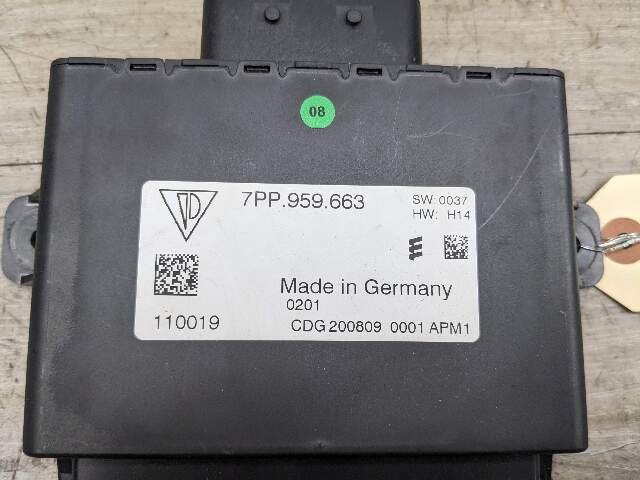 08
7PP.959.663
SW: 0037
HW: H14
Made in Germany
0201
110019
CDG 200809 0001 APM1